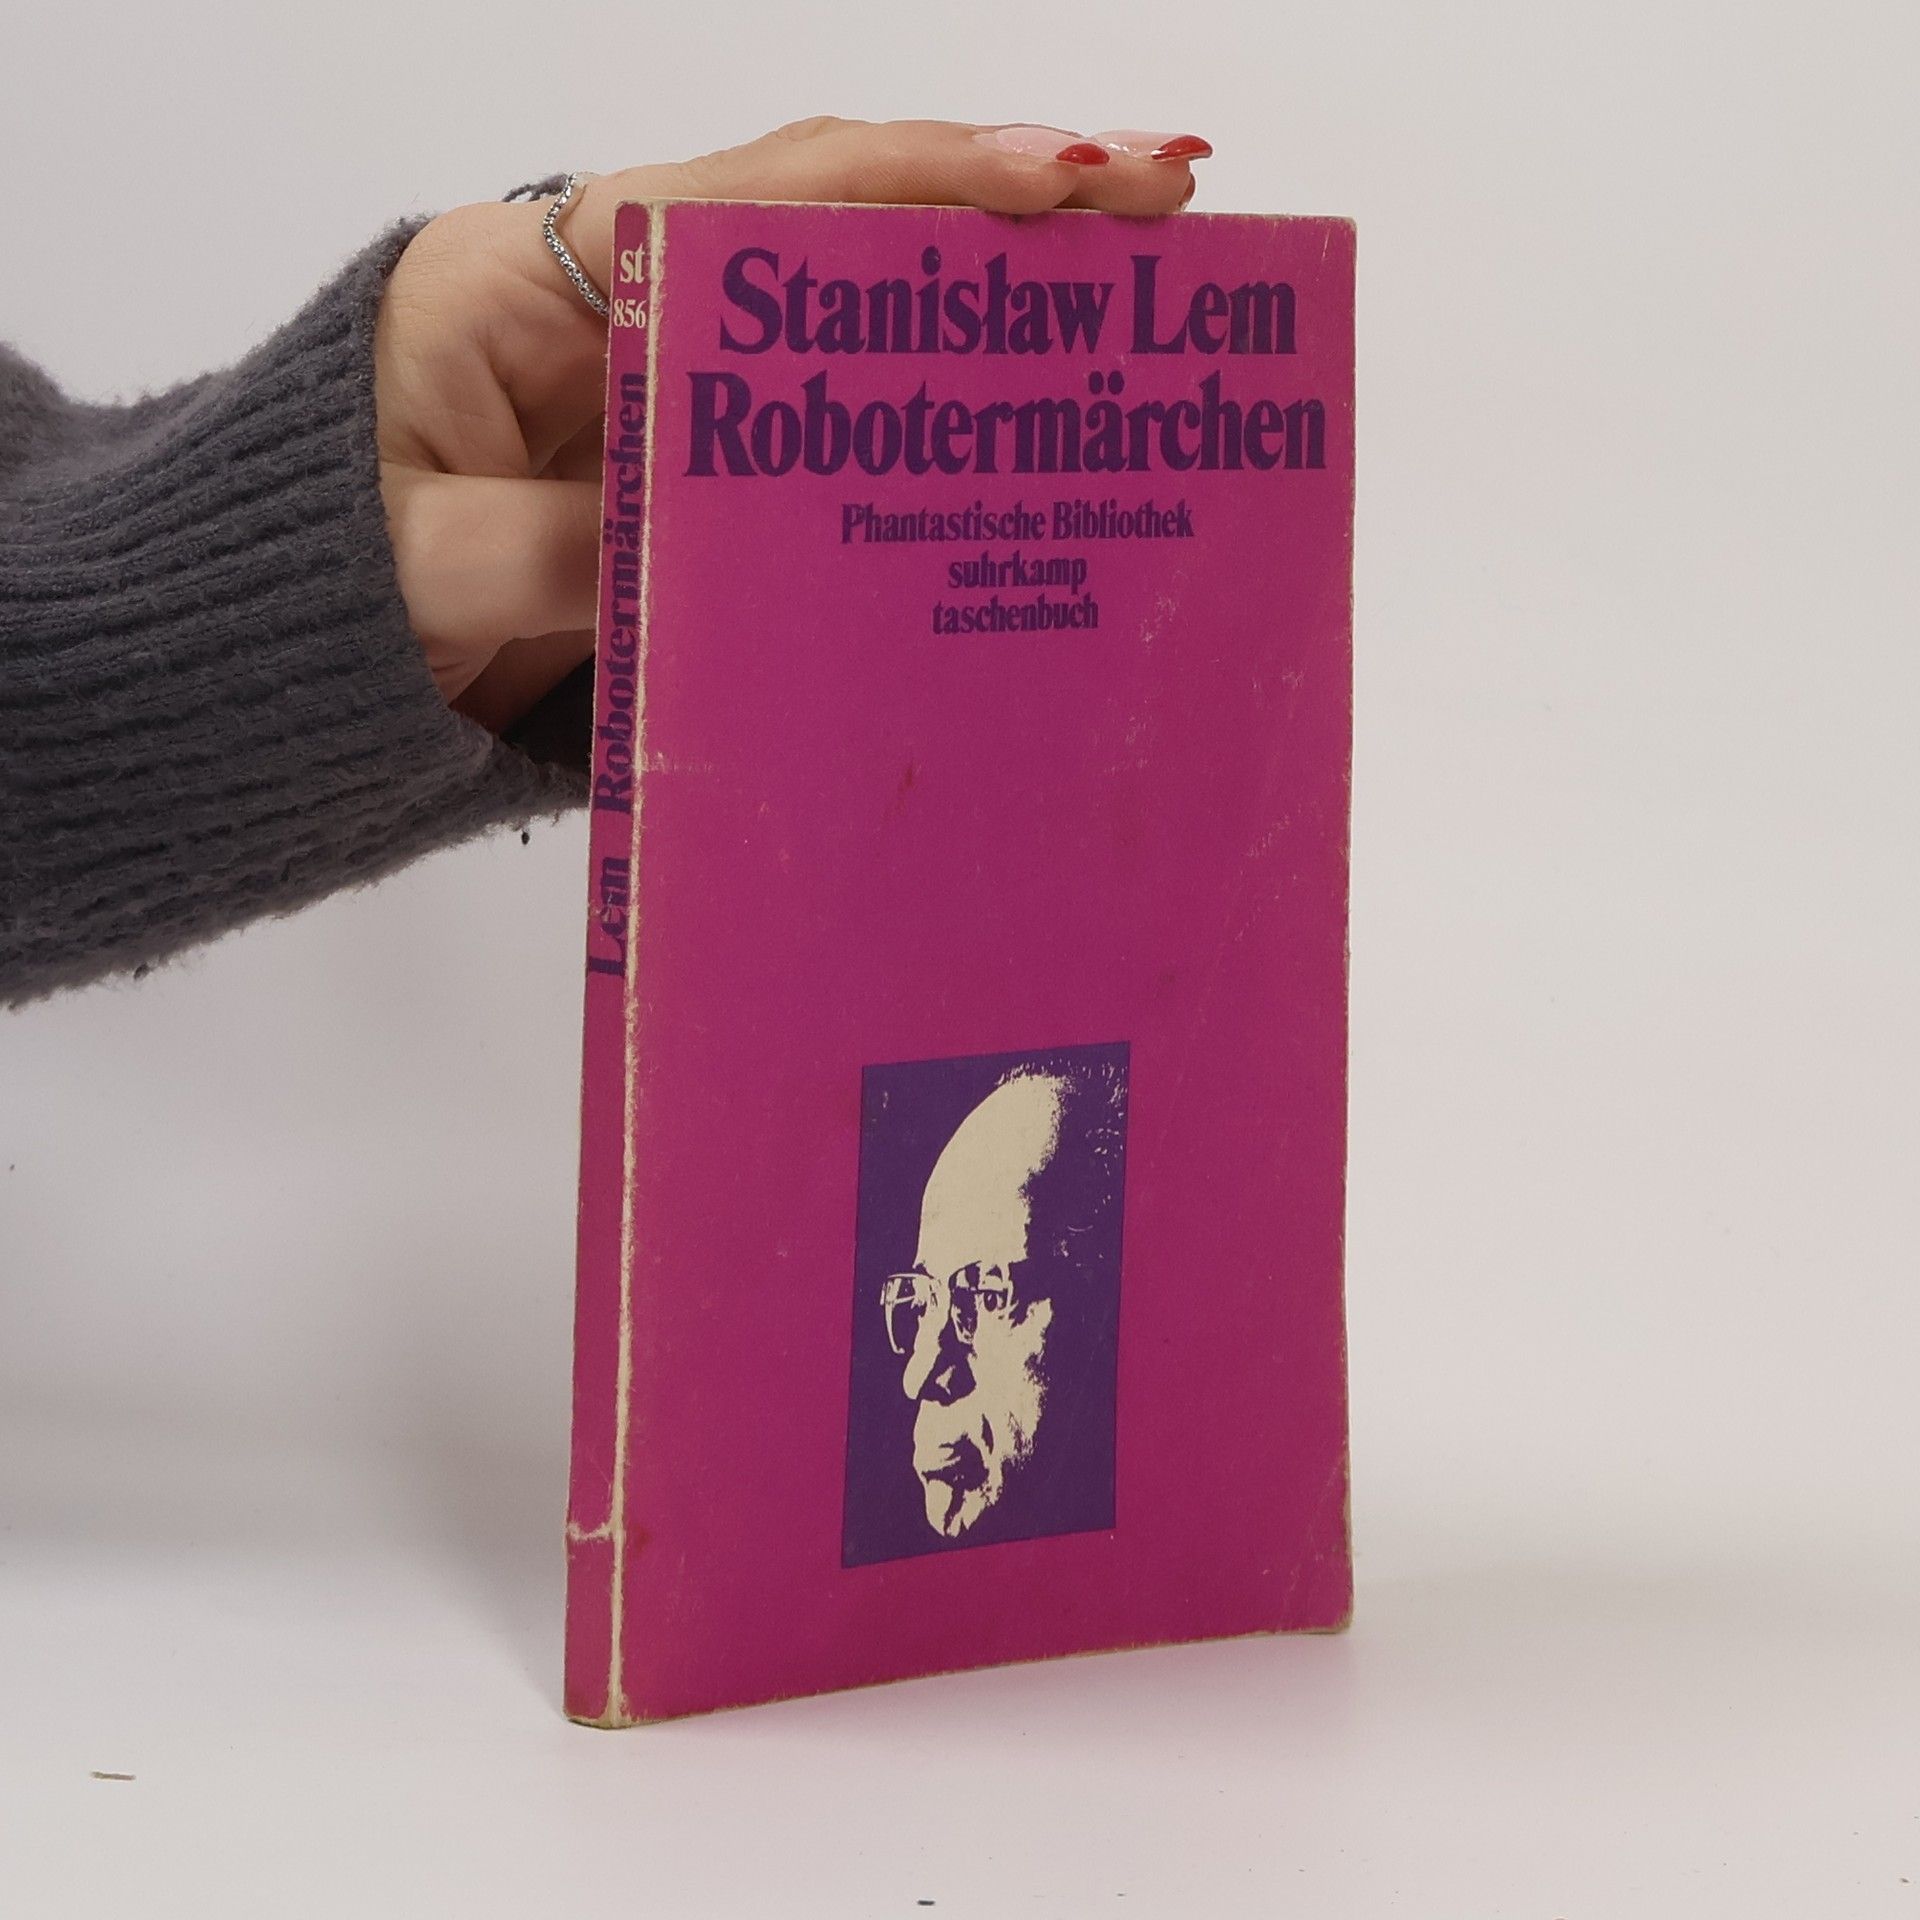 Stanisław Lem
Robotermärchen
Phantastische Bibliothek
suhrkamp
taschenbuch
st
856
Lem Robotermärchen